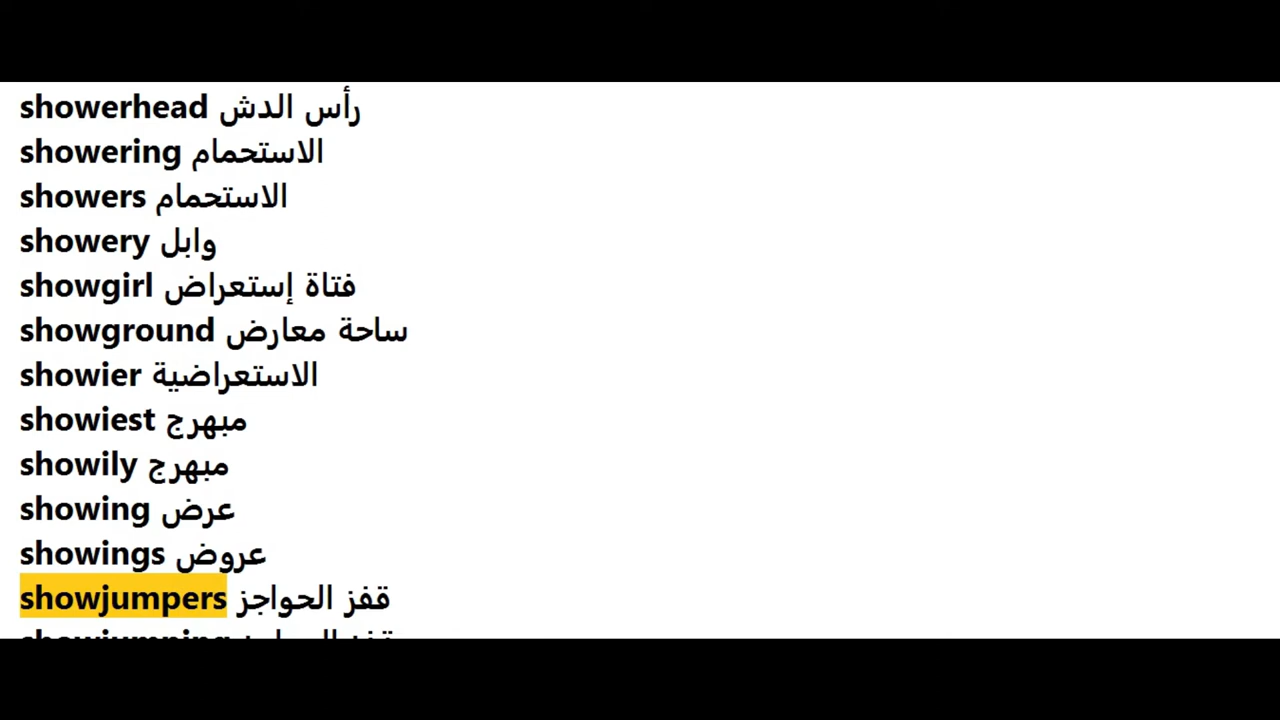 showerhead رأس الدش
showering الاستحمام
showers الاستحمام
showery وابل
showgirl فتاة إستعراض
showground ساحة معارض
showier الاستعراضية
showiest مبهرج
showily مبهرج
showing عرض
showings عروض
showjumpers قفز الحواجز